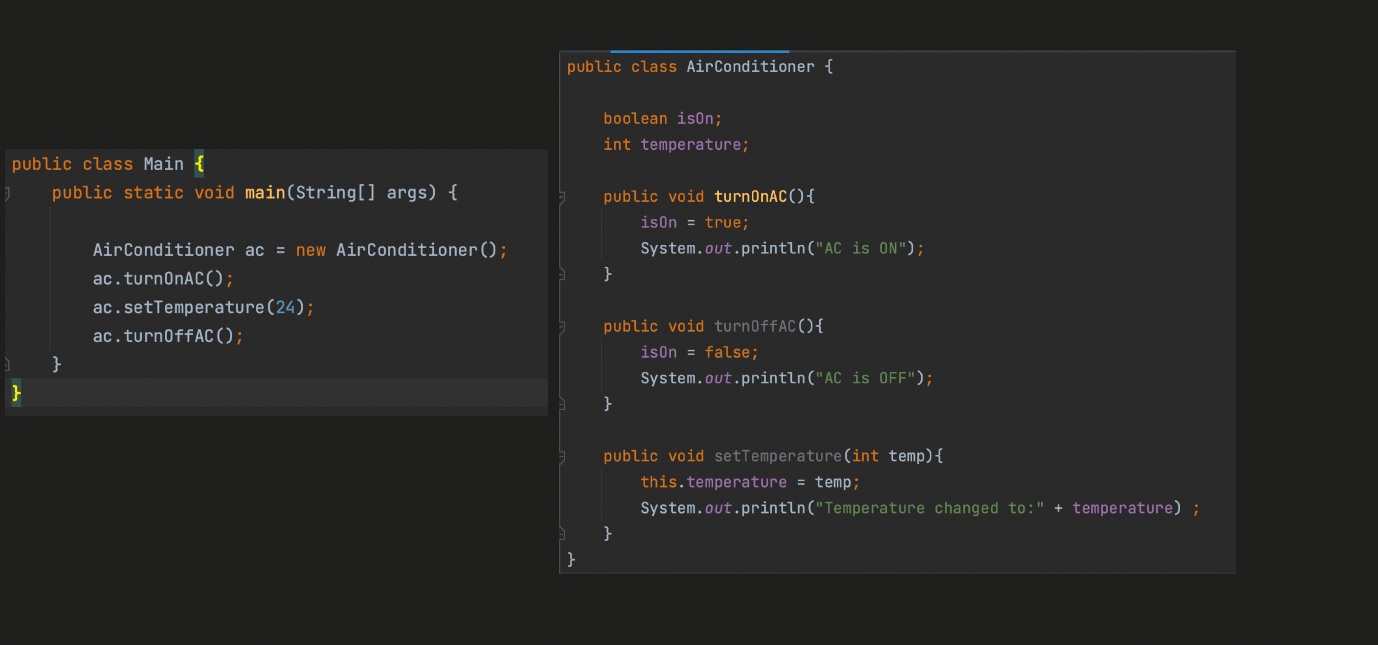 public class Main {
public static void main(String[] args) {
AirConditioner ac = new AirConditioner();
ac.turnOnAC();
ac.setTemperature(24);
ac.turnOffAC();
}
}
public class AirConditioner {
boolean isOn;
int temperature;
public void turnOnAC(){
isOn = true;
System.out.println("AC is ON");
}
public void turnOffAC(){
isOn = false;
System.out.println("AC is OFF");
}
public void setTemperature(int temp){
this.temperature = temp;
System.out.println("Temperature changed to:" + temperature) ;
}
}